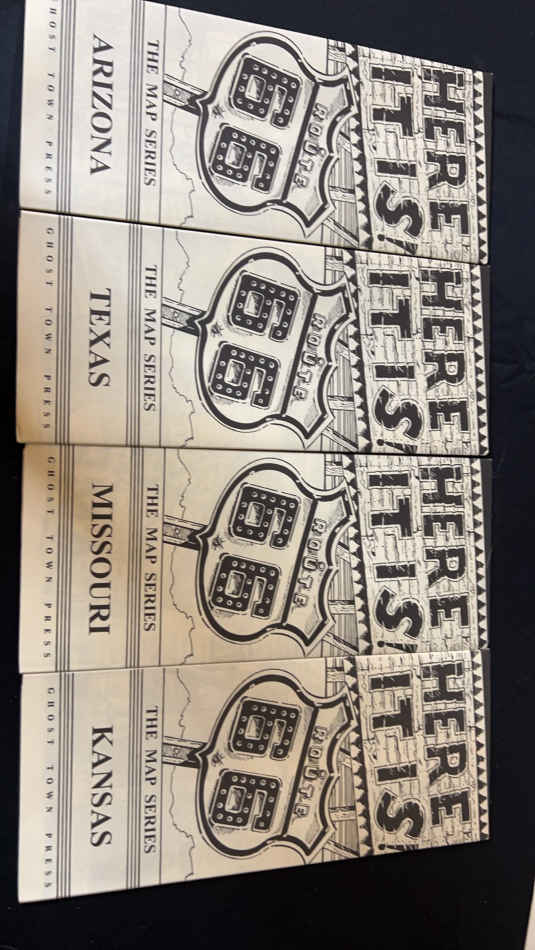 HERE
IT IS!
ROUTE
66
THE MAP SERIES
ARIZONA
GHOST TOWN PRESS
HERE
IT IS!
ROUTE
66
THE MAP SERIES
TEXAS
GHOST TOWN PRESS
HERE
IT IS!
ROUTE
66
THE MAP SERIES
MISSOURI
GHOST TOWN PRESS
HERE
IT IS!
ROUTE
66
THE MAP SERIES
KANSAS
GHOST TOWN PRESS